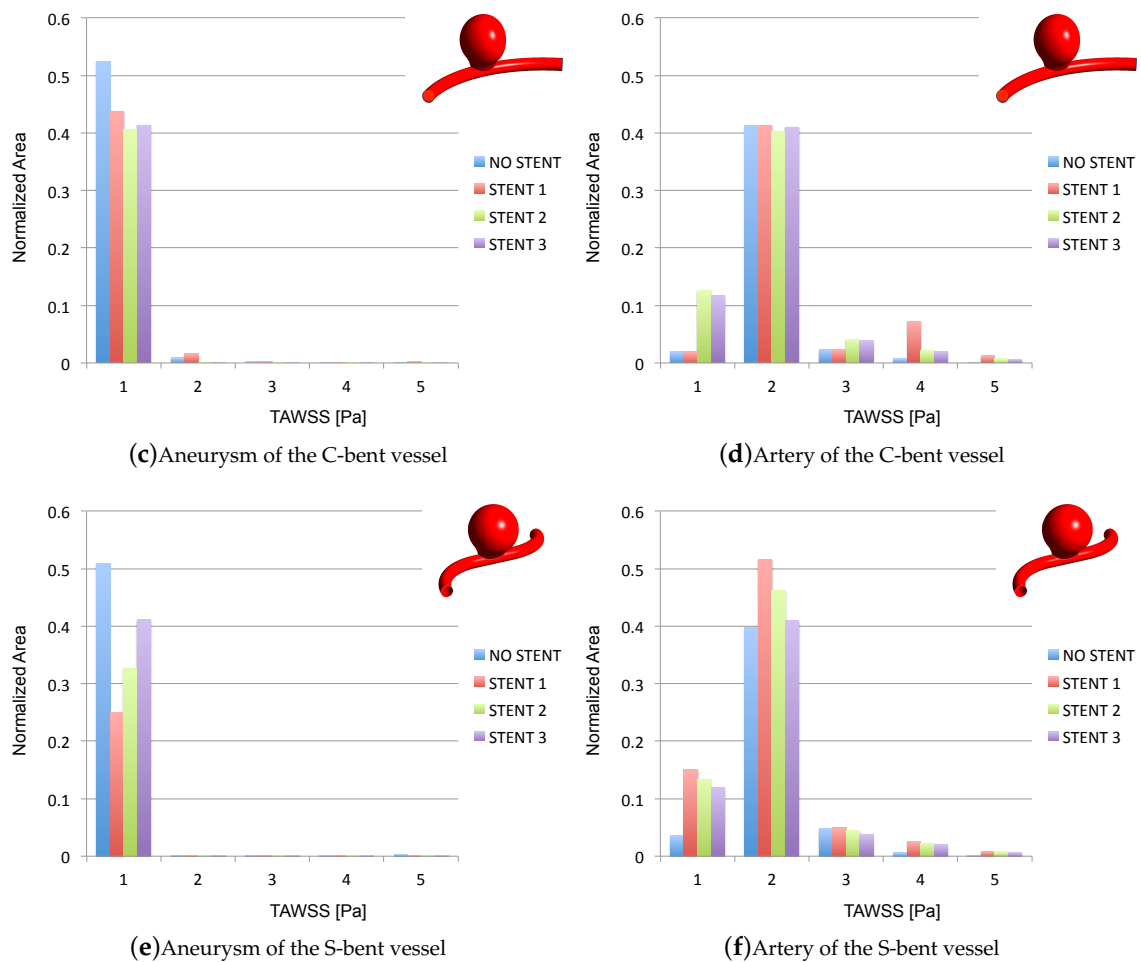 0.6
0.5
0.4
0.3
0.2
0.1
0
Normalized Area
NO STENT
STENT 1
STENT 2
STENT 3
1 2 3 4 5
TAWSS [Pa]
(c)Aneurysm of the C-bent vessel
0.6
0.5
0.4
0.3
0.2
0.1
0
Normalized Area
NO STENT
STENT 1
STENT 2
STENT 3
1 2 3 4 5
TAWSS [Pa]
(d)Artery of the C-bent vessel
0.6
0.5
0.4
0.3
0.2
0.1
0
Normalized Area
NO STENT
STENT 1
STENT 2
STENT 3
1 2 3 4 5
TAWSS [Pa]
(e)Aneurysm of the S-bent vessel
0.6
0.5
0.4
0.3
0.2
0.1
0
Normalized Area
NO STENT
STENT 1
STENT 2
STENT 3
1 2 3 4 5
TAWSS [Pa]
(f)Artery of the S-bent vessel